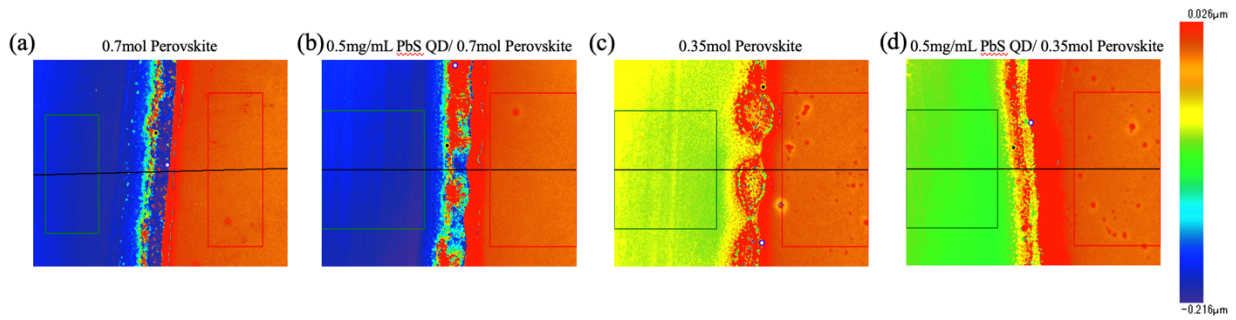 (a) 0.7mol Perovskite
(b) 0.5mg/mL PbS QD/ 0.7mol Perovskite
(c) 0.35mol Perovskite
(d) 0.5mg/mL PbS QD/ 0.35mol Perovskite
0.026μm
−0.216μm